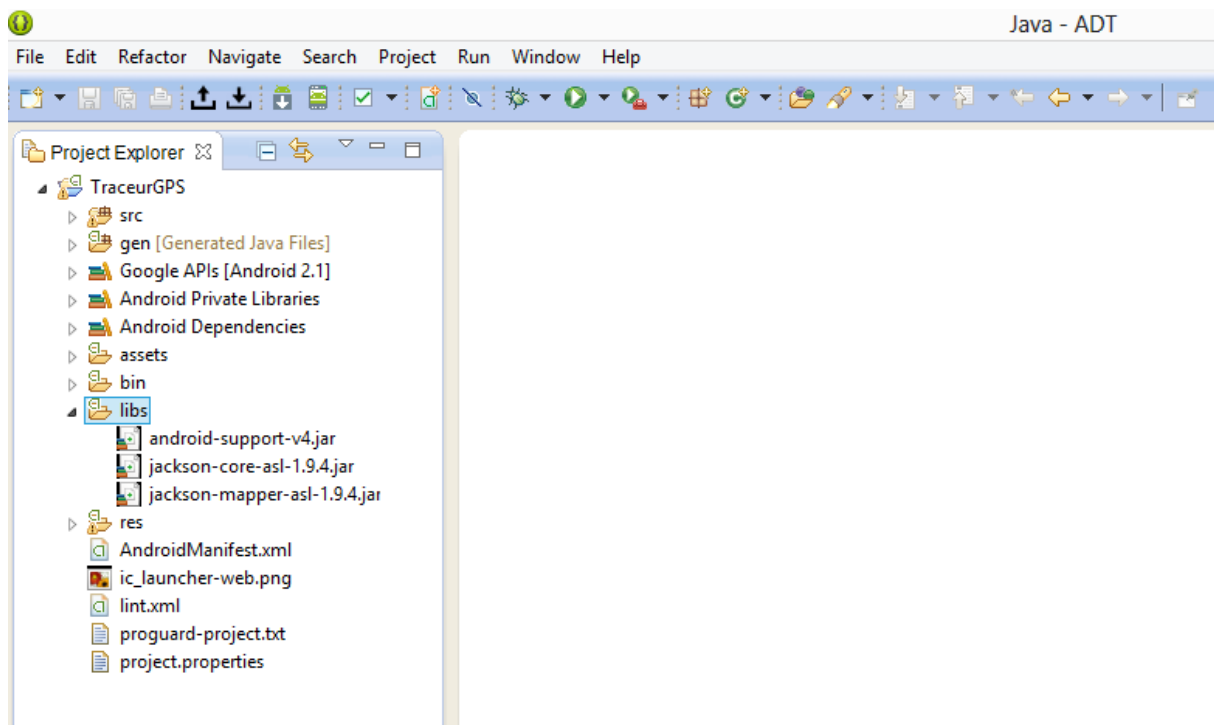 Java - ADT
File Edit Refactor Navigate Search Project Run Window Help
Project Explorer
TraceurGPS
src
gen [Generated Java Files]
Google APIs [Android 2.1]
Android Private Libraries
Android Dependencies
assets
bin
libs
android-support-v4.jar
jackson-core-asl-1.9.4.jar
jackson-mapper-asl-1.9.4.jar
res
AndroidManifest.xml
ic_launcher-web.png
lint.xml
proguard-project.txt
project.properties